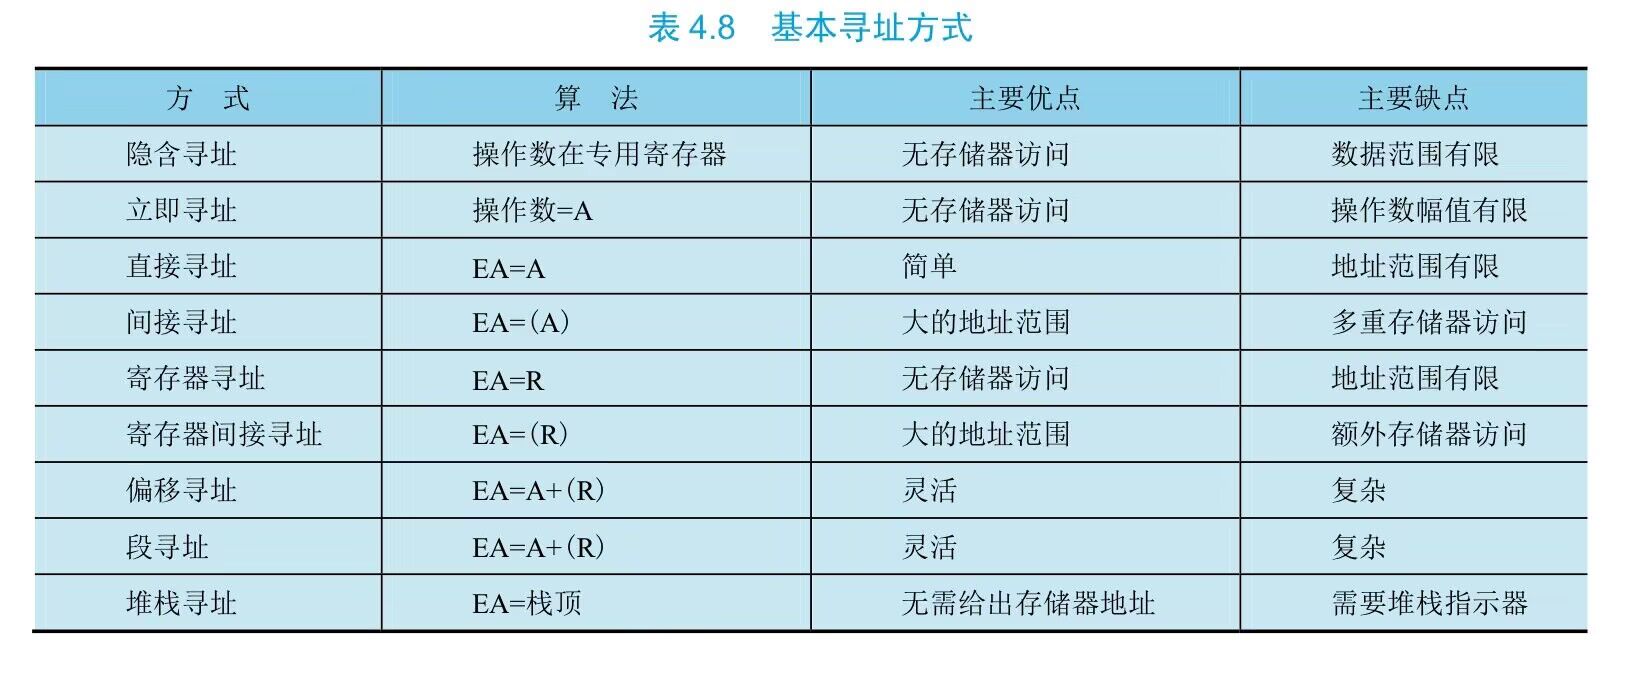 表 4.8 基本寻址方式
方 式 算 法 主要优点 主要缺点
隐含寻址 操作数在专用寄存器 无存储器访问 数据范围有限
立即寻址 操作数=A 无存储器访问 操作数幅值有限
直接寻址 EA=A 简单 地址范围有限
间接寻址 EA=(A) 大的地址范围 多重存储器访问
寄存器寻址 EA=R 无存储器访问 地址范围有限
寄存器间接寻址 EA=(R) 大的地址范围 额外存储器访问
偏移寻址 EA=A+(R) 灵活 复杂
段寻址 EA=A+(R) 灵活 复杂
堆栈寻址 EA=栈顶 无需给出存储器地址 需要堆栈指示器